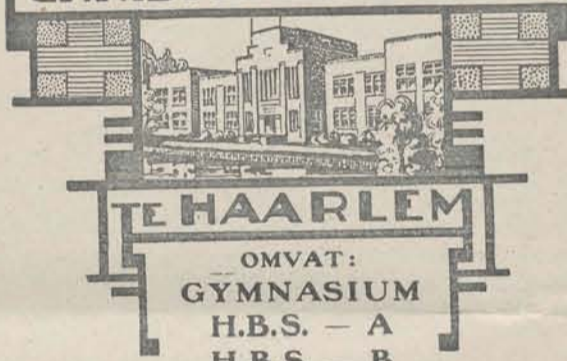 TE HAARLEM
OMVAT:
GYMNASIUM
H.B.S. — A
H.B.S. — B